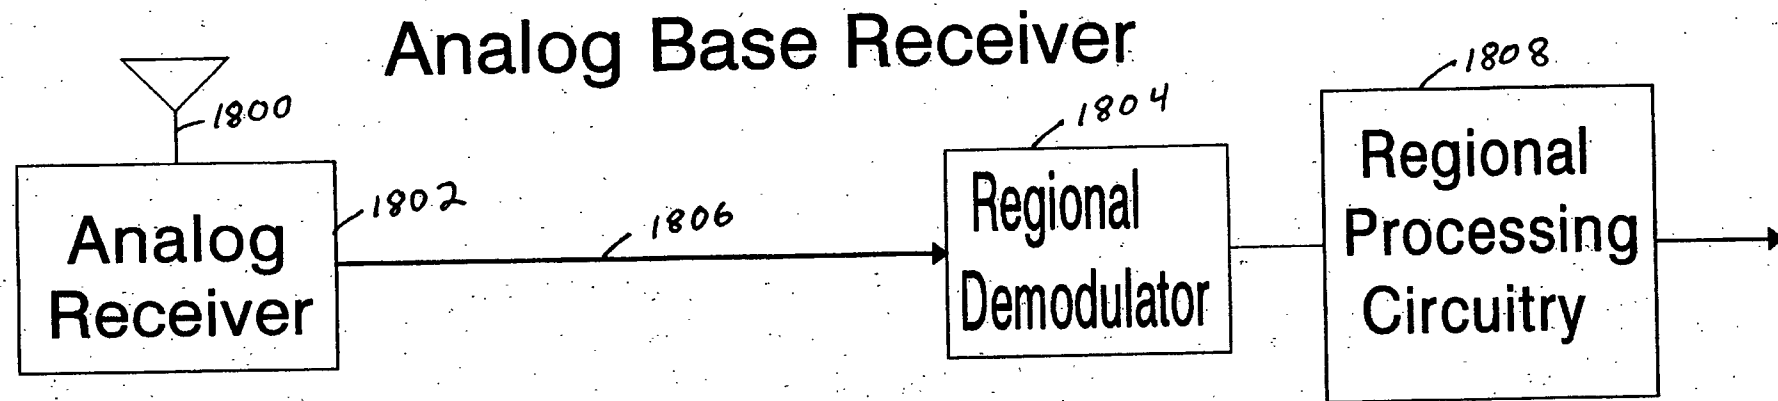 Analog Base Receiver
1800
Analog
Receiver
1802
1806
1804
Regional
Demodulator
1808
Regional
Processing
Circuitry